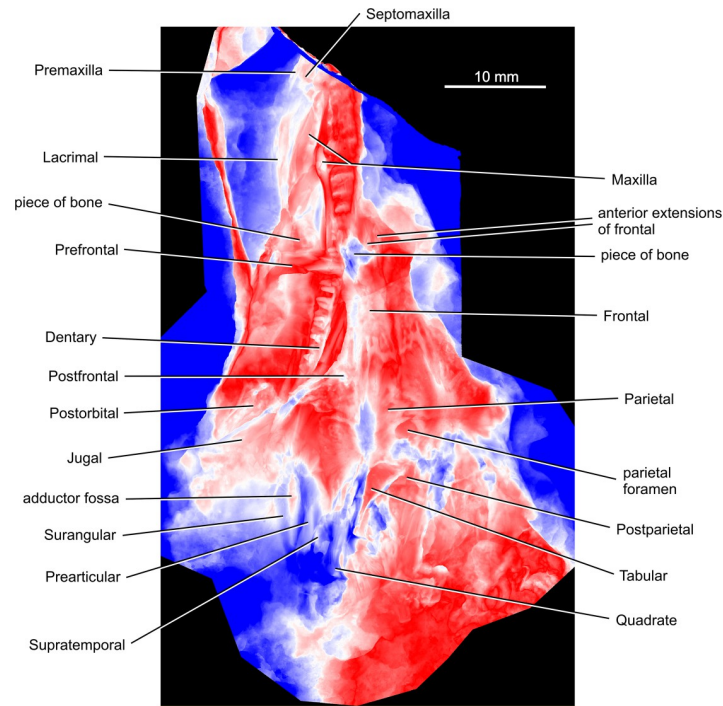 Septomaxilla
Premaxilla
10 mm
Lacrimal
Maxilla
piece of bone
anterior extensions
of frontal
Prefrontal
piece of bone
Frontal
Dentary
Postfrontal
Parietal
Postorbital
Jugal
parietal
foramen
adductor fossa
Postparietal
Surangular
Prearticular
Tabular
Quadrate
Supratemporal